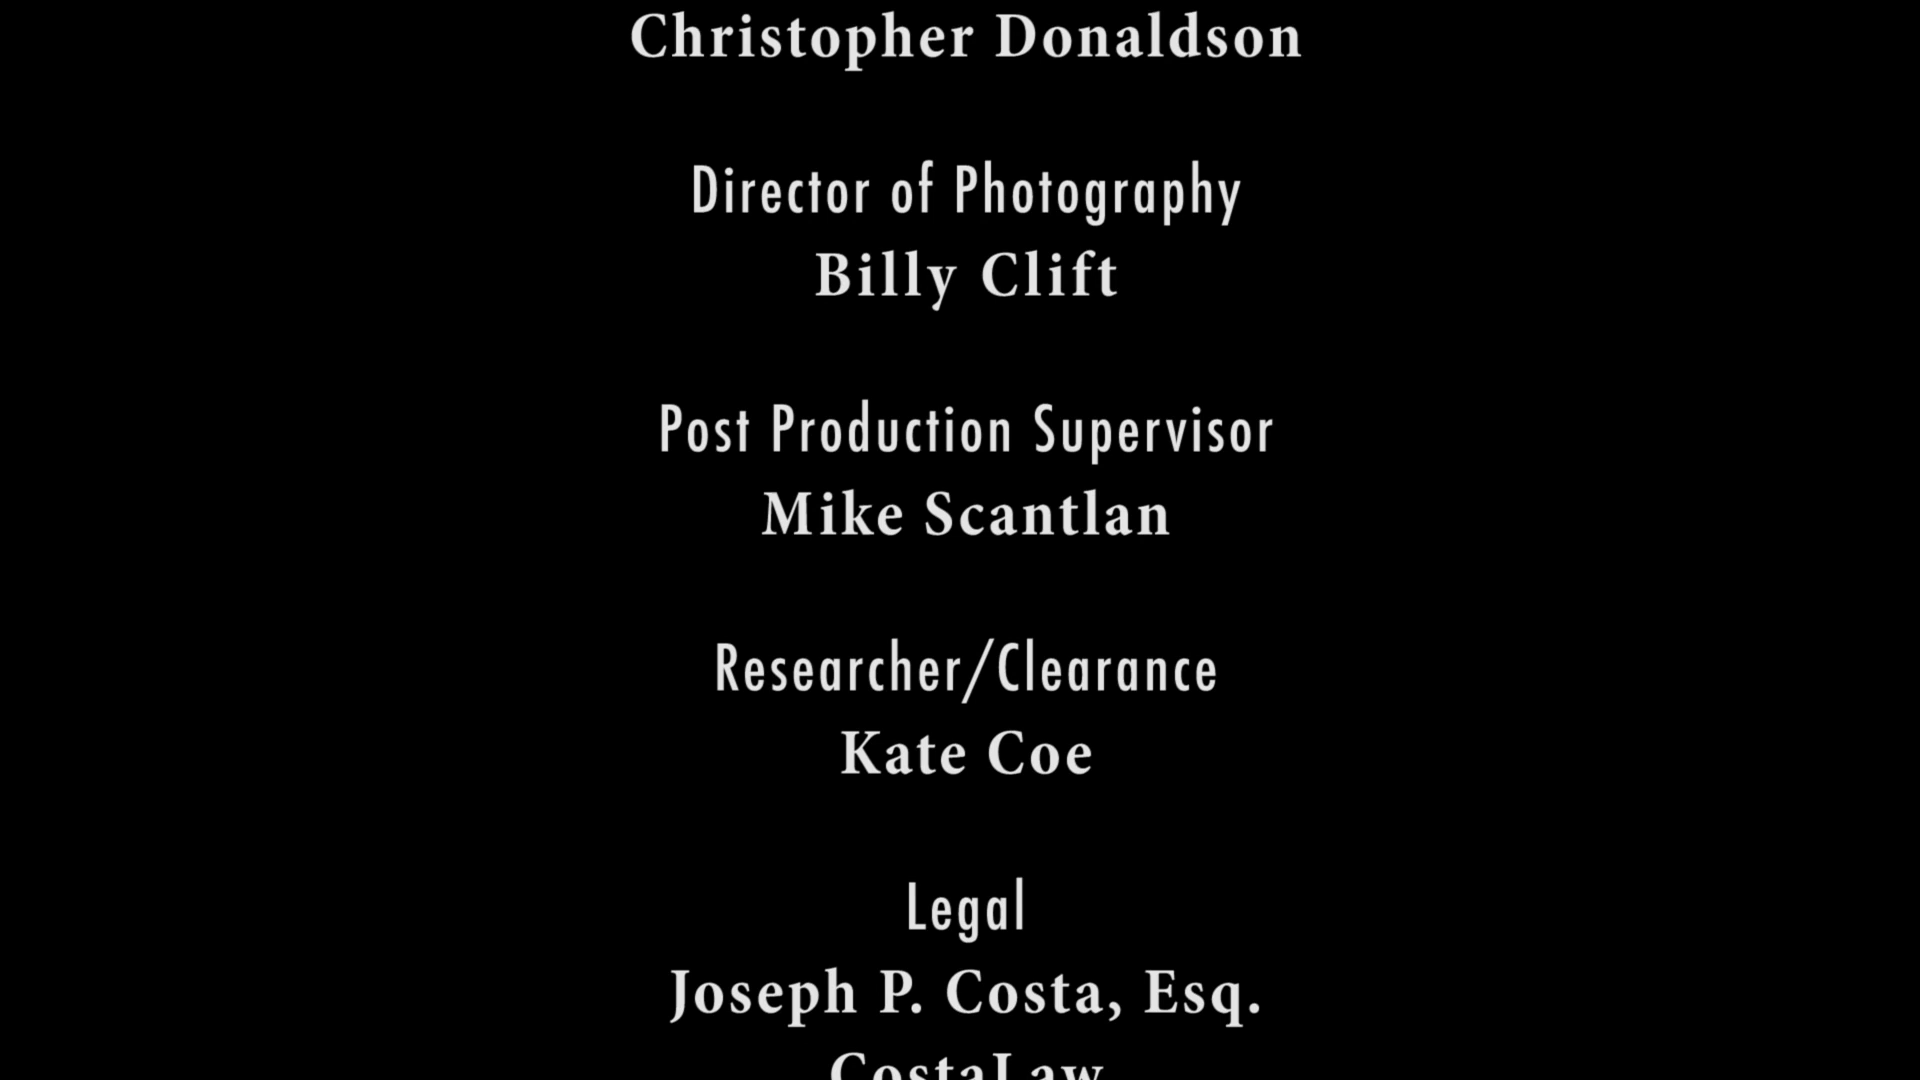 Christopher Donaldson
Director of Photography
Billy Clift
Post Production Supervisor
Mike Scantlan
Researcher/Clearance
Kate Coe
Legal
Joseph P. Costa, Esq.
CostaLaw